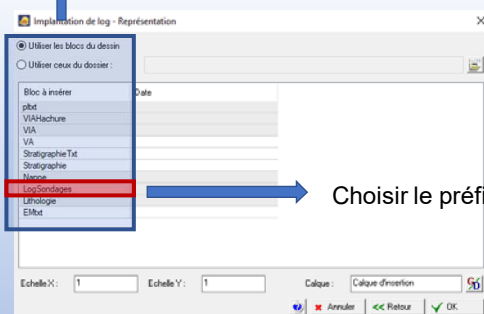 Implantation de log - Représentation
Utiliser les blocs du dessin
Utiliser ceux du dossier :
Bloc à insérer Date
pltxt
VIAHachure
VIA
VA
StratigraphieTxt
Stratigraphie
Nappe
LogSondages
Lithologie
EMtxt
Choisir le préfi
Echelle X : 1 Echelle Y : 1 Calque : Calque d'insertion
Annuler << Retour OK